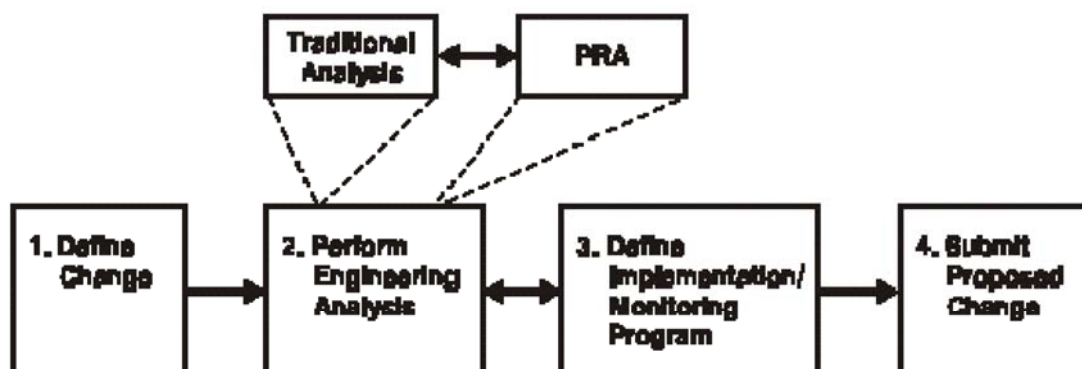 Traditional
Analysis
PRA
1. Define
Change
2. Perform
Engineering
Analysis
3. Define
Implementation/
Monitoring
Program
4. Submit
Proposed
Change